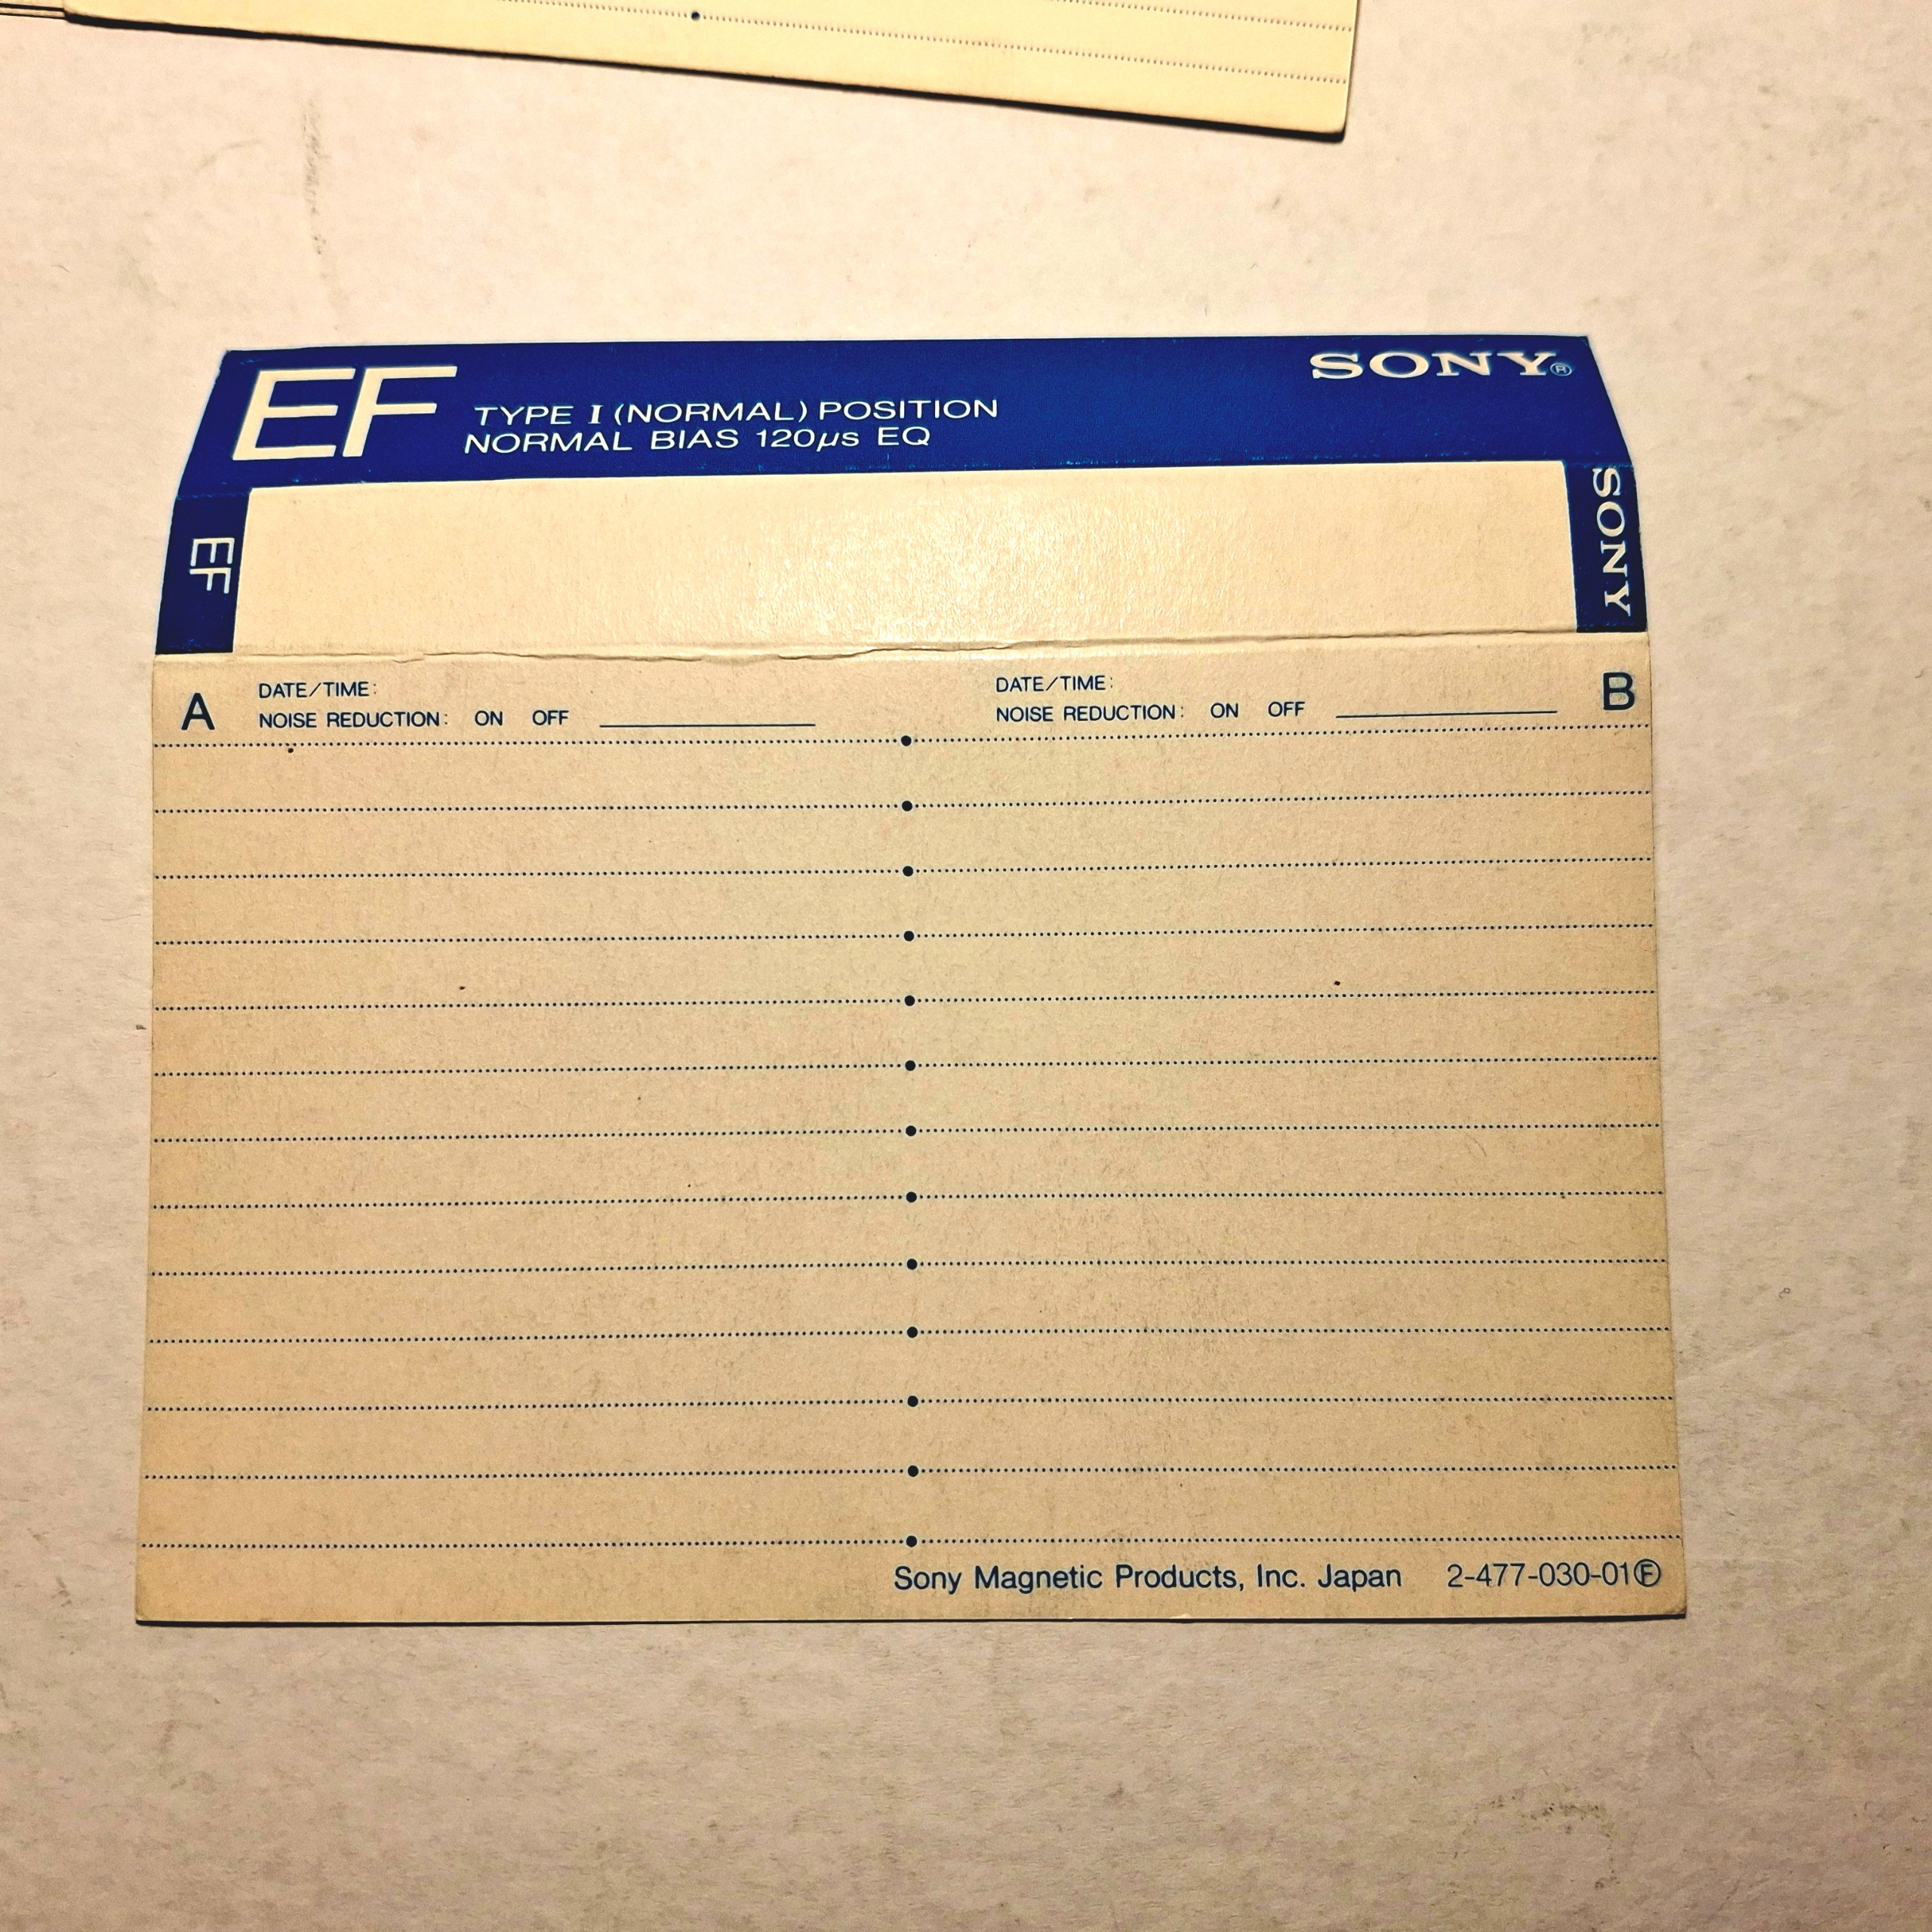 EF
SONY®
TYPE I (NORMAL) POSITION
NORMAL BIAS 120µs EQ
EF
SONY
A
DATE/TIME:
NOISE REDUCTION: ON OFF
DATE/TIME:
NOISE REDUCTION: ON OFF
B
Sony Magnetic Products, Inc. Japan 2-477-030-01Ⓕ